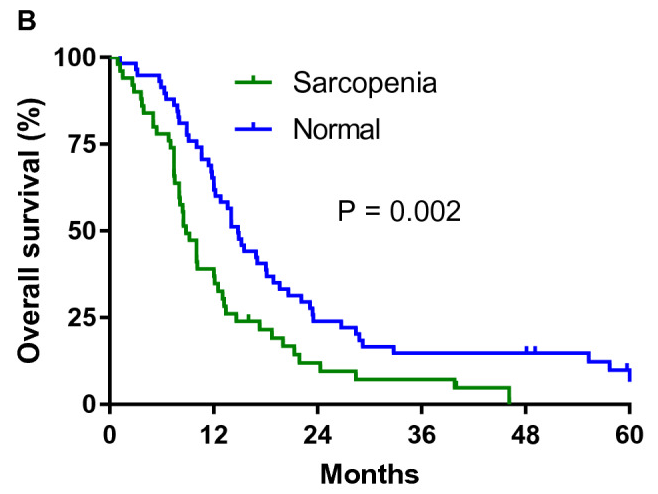 B
Overall survival (%)
100
75
50
25
0
Sarcopenia
Normal
P = 0.002
0 12 24 36 48 60
Months